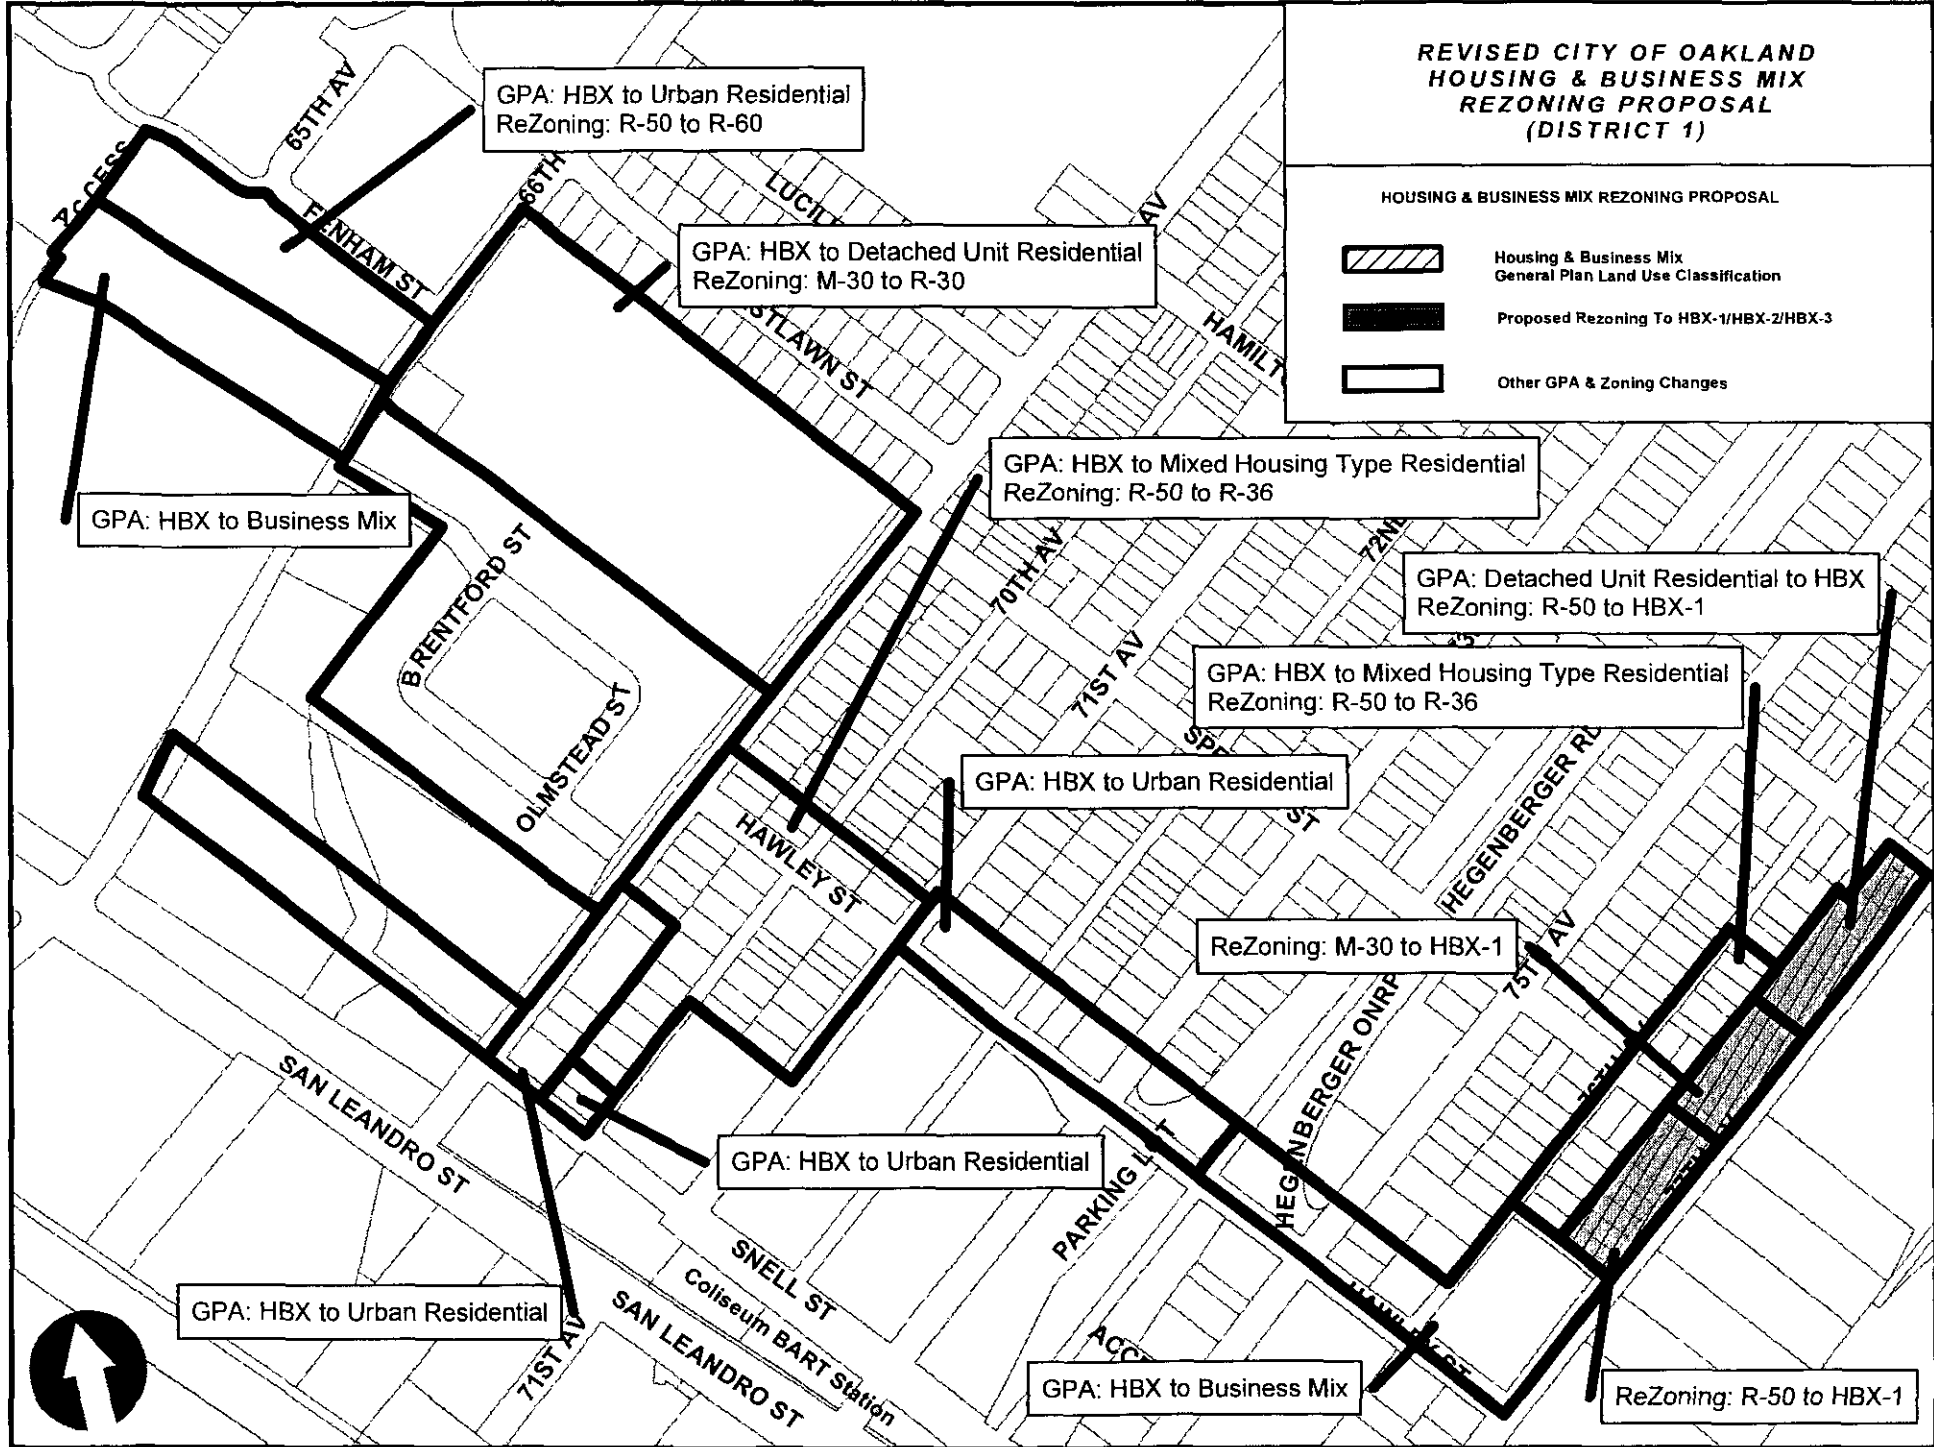 REVISED CITY OF OAKLAND
HOUSING & BUSINESS MIX
REZONING PROPOSAL
(DISTRICT 1)
HOUSING & BUSINESS MIX REZONING PROPOSAL
Housing & Business Mix
General Plan Land Use Classification
Proposed Rezoning To HBX-1/HBX-2/HBX-3
Other GPA & Zoning Changes
GPA: HBX to Urban Residential
ReZoning: R-50 to R-60
65TH AV
ACCESS
66TH
FENHAM ST
GPA: HBX to Detached Unit Residential
ReZoning: M-30 to R-30
AV
GPA: HBX to Mixed Housing Type Residential
ReZoning: R-50 to R-36
GPA: HBX to Business Mix
BRENTFORD ST
70TH AV
GPA: Detached Unit Residential to HBX
ReZoning: R-50 to HBX-1
71ST AV
GPA: HBX to Mixed Housing Type Residential
ReZoning: R-50 to R-36
OLMSTEAD ST
ST
HEGENBERGER RD
GPA: HBX to Urban Residential
HAWLEY ST
ReZoning: M-30 to HBX-1
75TH AV
HEGENBERGER ONRP
SAN LEANDRO ST
GPA: HBX to Urban Residential
PARKING
SNELL ST
Coliseum BART Station
GPA: HBX to Urban Residential
71ST AV
SAN LEANDRO ST
HAWLEY ST
GPA: HBX to Business Mix
ReZoning: R-50 to HBX-1